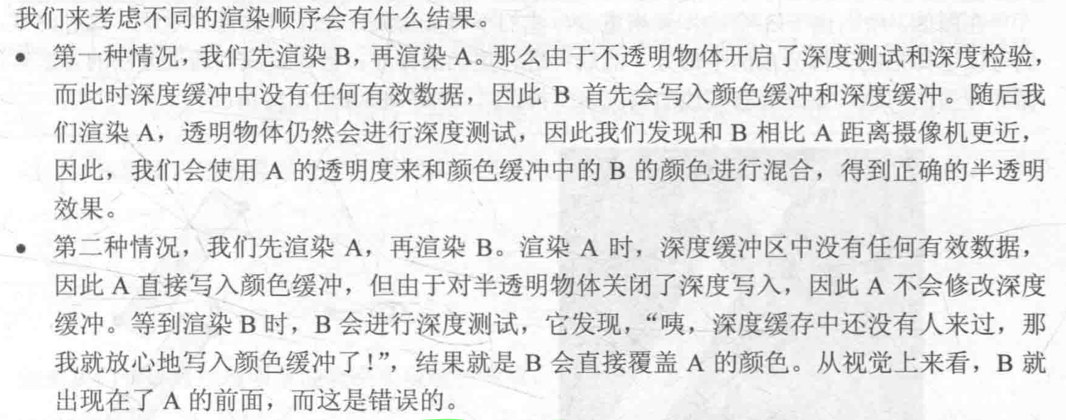 我们来考虑不同的渲染顺序会有什么结果。
● 第一种情况，我们先渲染 B，再渲染 A。那么由于不透明物体开启了深度测试和深度检验，
而此时深度缓冲中没有任何有效数据，因此 B 首先会写入颜色缓冲和深度缓冲。随后我
们渲染 A，透明物体仍然会进行深度测试，因此我们发现和 B 相比 A 距离摄像机更近，
因此，我们会使用 A 的透明度来和颜色缓冲中的 B 的颜色进行混合，得到正确的半透明
效果。
● 第二种情况，我们先渲染 A，再渲染 B。渲染 A 时，深度缓冲区中没有任何有效数据，
因此 A 直接写入颜色缓冲，但由于对半透明物体关闭了深度写入，因此 A 不会修改深度
缓冲。等到渲染 B 时，B 会进行深度测试，它发现，“咦，深度缓存中还没有人来过，那
我就放心地写入颜色缓冲了！”，结果就是 B 会直接覆盖 A 的颜色。从视觉上来看，B 就
出现在了 A 的前面，而这是错误的。